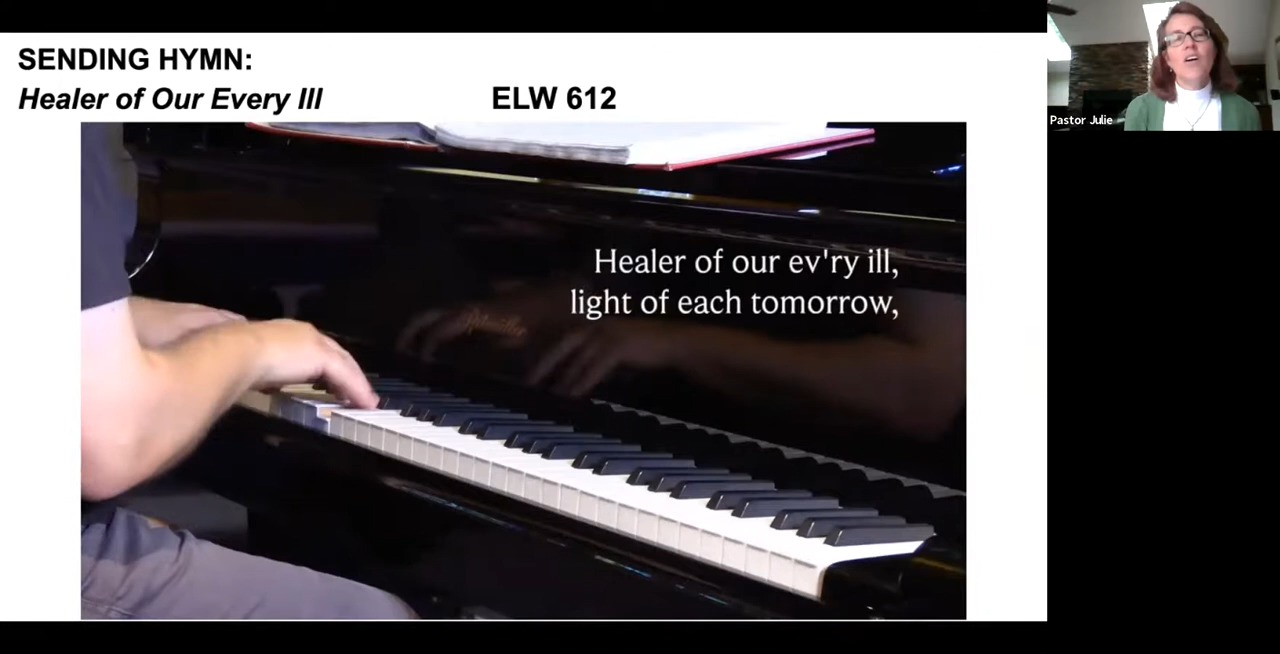 SENDING HYMN:
Healer of Our Every Ill ELW 612
Pastor Julie
Healer of our ev'ry ill,
light of each tomorrow,
Ritmüller